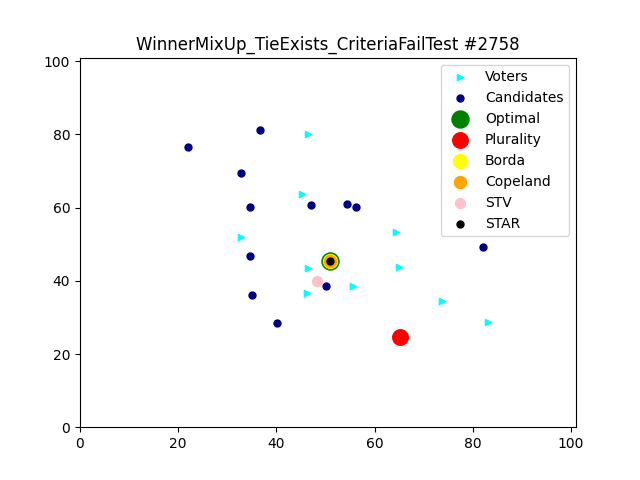 WinnerMixUp_TieExists_CriteriaFailTest #2758
100
80
60
40
20
0
0 20 40 60 80 100
Voters
Candidates
Optimal
Plurality
Borda
Copeland
STV
STAR